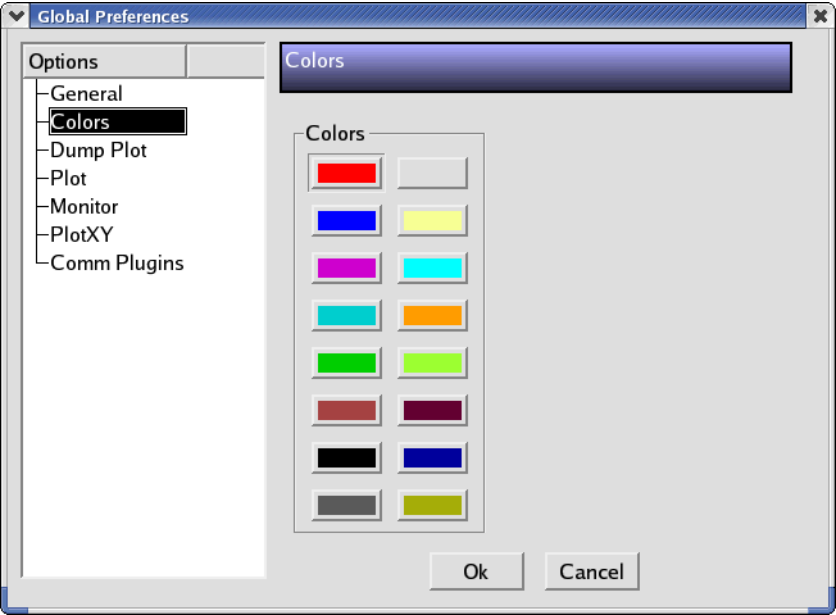 Global Preferences
Options
General
Colors
Dump Plot
Plot
Monitor
PlotXY
Comm Plugins
Colors
Colors
Ok
Cancel